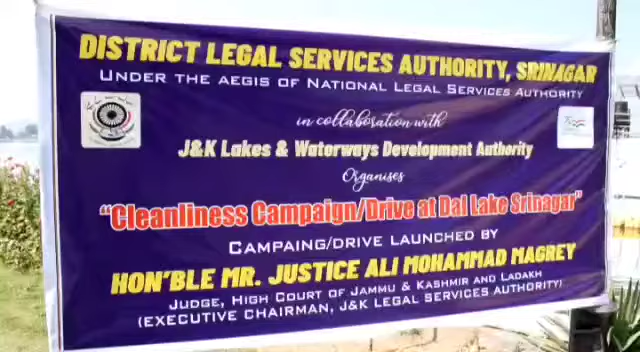 DISTRICT LEGAL SERVICES AUTHORITY, SRINAGAR
UNDER THE AEGIS OF NATIONAL LEGAL SERVICES AUTHORITY
in collaboration with
J&K Lakes & Waterways Development Authority
Organises
"Cleanliness Campaign/Drive at Dal Lake Srinagar"
CAMPAING/DRIVE LAUNCHED BY
HON'BLE MR. JUSTICE ALI MOHAMMAD MAGREY
JUDGE, HIGH COURT OF JAMMU & KASHMIR AND LADAKH
(EXECUTIVE CHAIRMAN, J&K LEGAL SERVICES AUTHORITY)